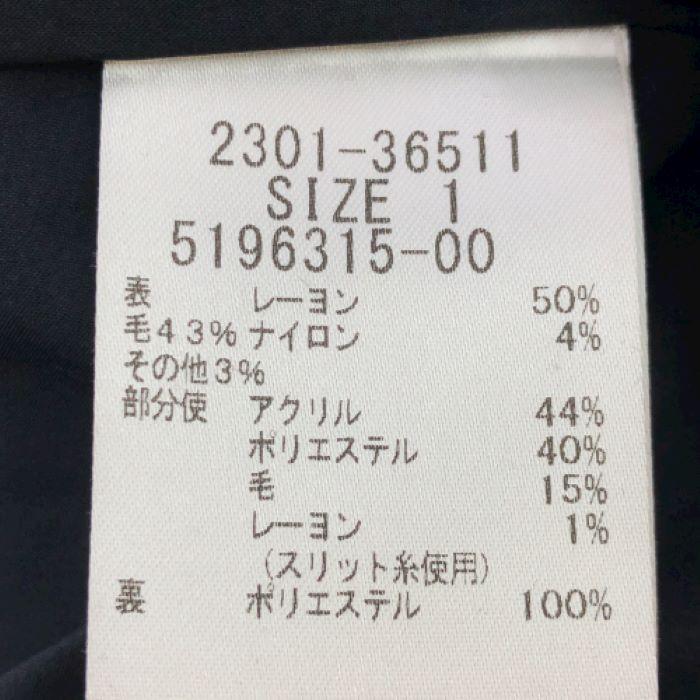 2301-36511
SIZE 1
5196315-00
表 レーヨン 50%
毛43% ナイロン 4%
その他3%
部分使 アクリル 44%
ポリエステル 40%
毛 15%
レーヨン 1%
(スリット糸使用)
裏 ポリエステル 100%